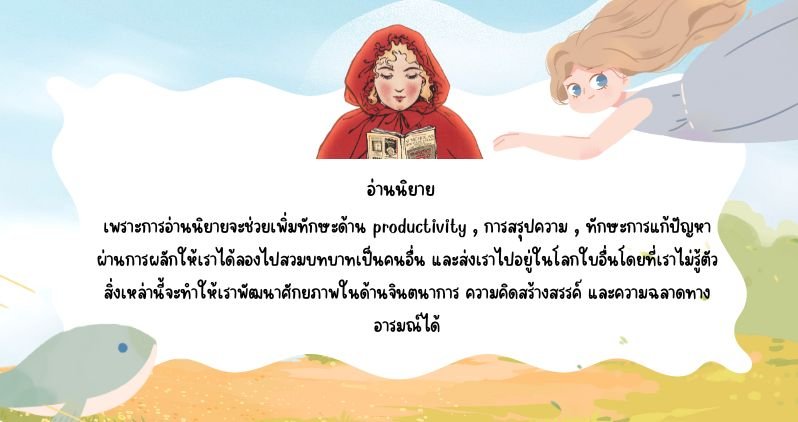 อ่านนิยาย
เพราะการอ่านนิยายจะช่วยเพิ่มทักษะด้าน productivity , การสรุปความ , ทักษะการแก้ปัญหา
ผ่านการผลักให้เราได้ลองไปสวมบทบาทเป็นคนอื่น และส่งเราไปอยู่ในโลกใบอื่นโดยที่เราไม่รู้ตัว
สิ่งเหล่านี้จะทำให้เราพัฒนาศักยภาพในด้านจินตนาการ ความคิดสร้างสรรค์ และความฉลาดทาง
อารมณ์ได้